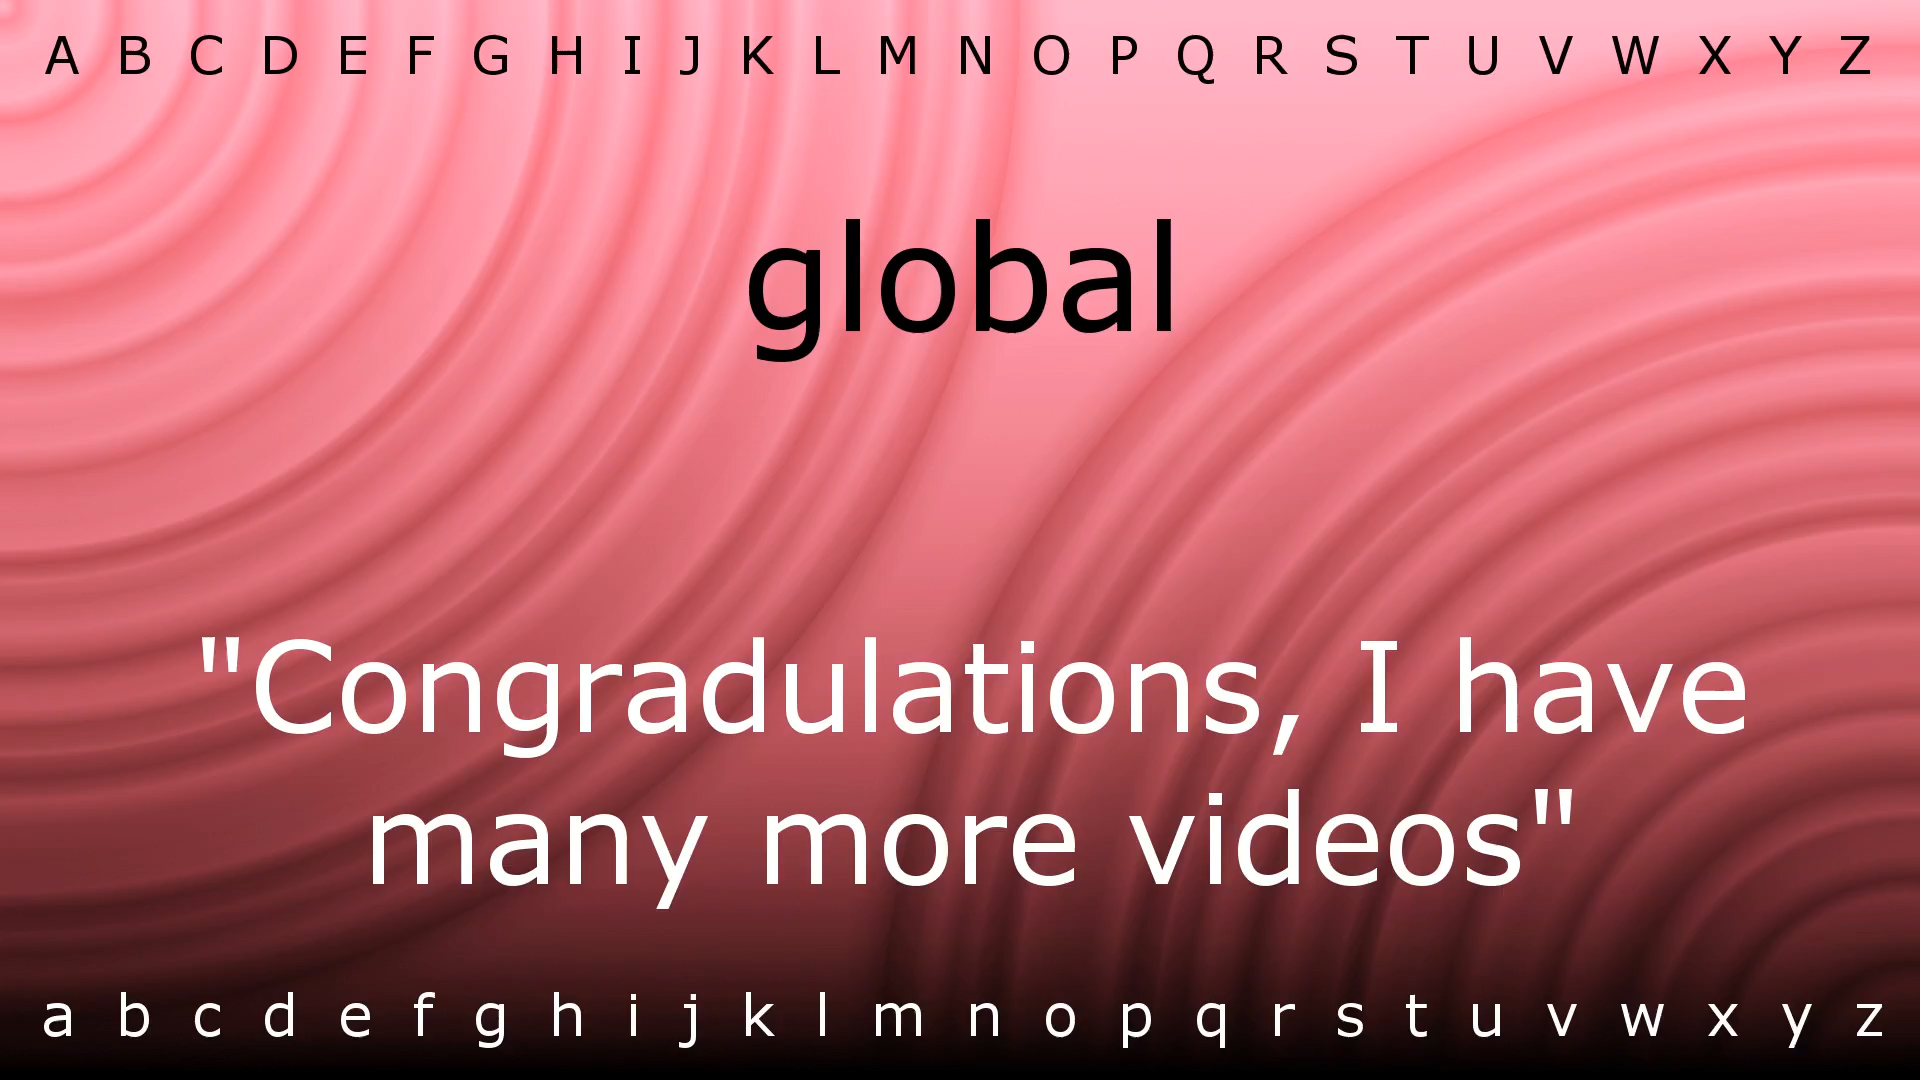 A B C D E F G H I J K L M N O P Q R S T U V W X Y Z
global
"Congradulations, I have
many more videos"
a b c d e f g h i j k l m n o p q r s t u v w x y z